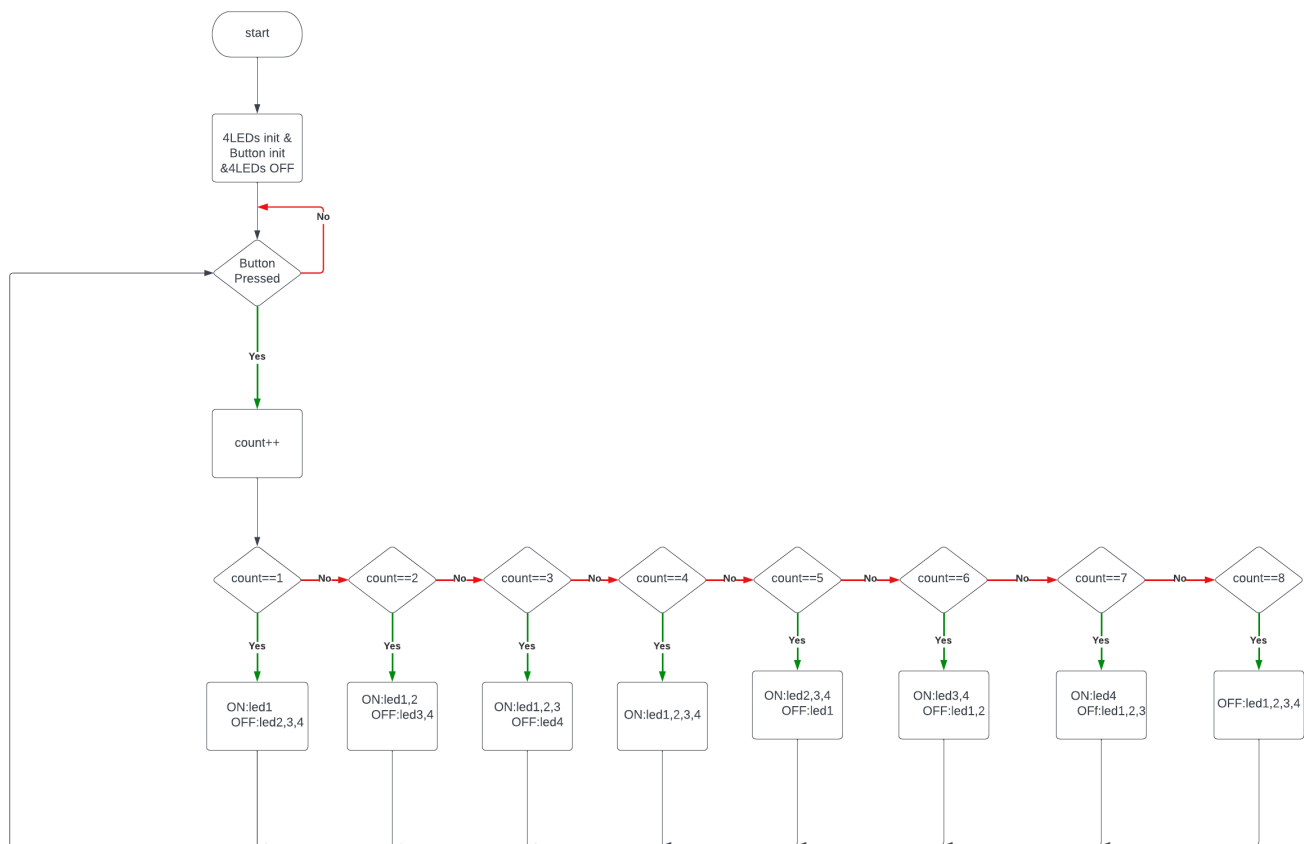 start
4LEDs init &
Button init
&4LEDs OFF
No
Button
Pressed
Yes
count++
count==1
No
count==2
No
count==3
No
count==4
No
count==5
No
count==6
No
count==7
No
count==8
Yes
Yes
Yes
Yes
Yes
Yes
Yes
Yes
ON:led1
OFF:led2,3,4
ON:led1,2
OFF:led3,4
ON:led1,2,3
OFF:led4
ON:led1,2,3,4
ON:led2,3,4
OFF:led1
ON:led3,4
OFF:led1,2
ON:led4
OFf:led1,2,3
OFF:led1,2,3,4